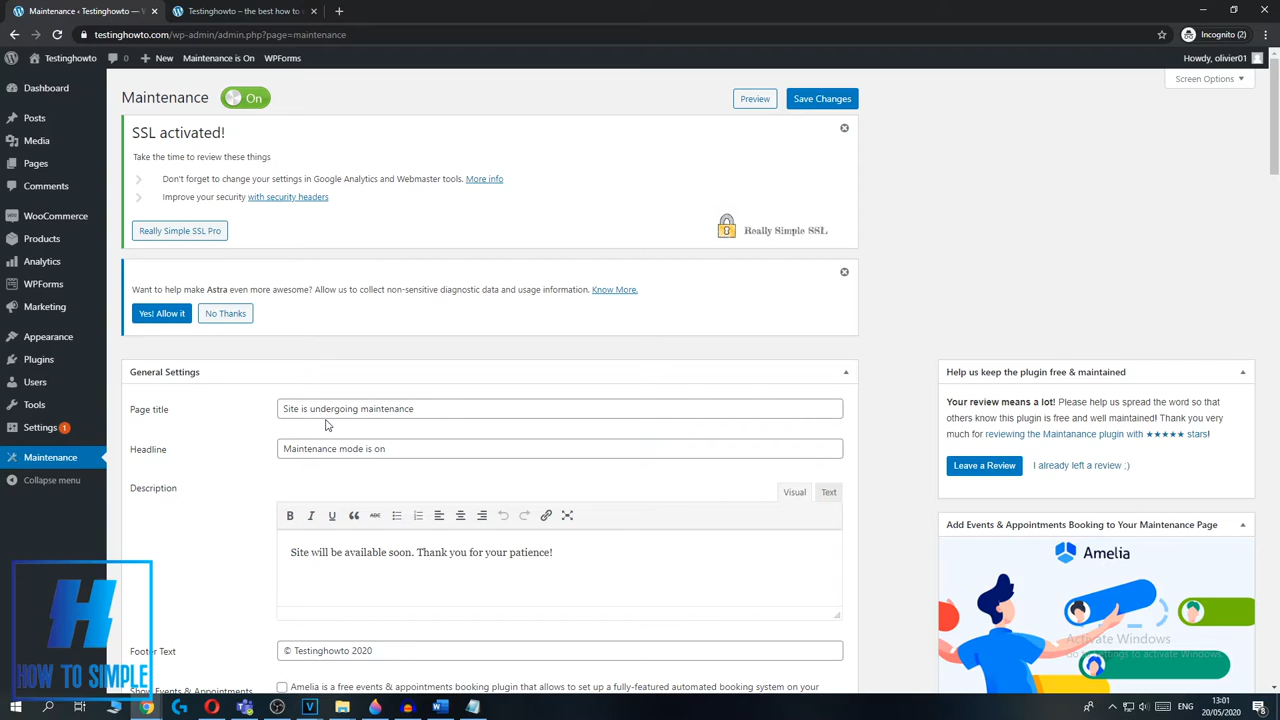 Maintenance ‹ Testinghowto — W
Testinghowto – the best how to
testinghowto.com/wp-admin/admin.php?page=maintenance
Incognito (2)
Testinghowto
0
New
Maintenance is On
WPForms
Howdy, olivier01
Screen Options
Dashboard
Posts
Media
Pages
Comments
WooCommerce
Products
Analytics
WPForms
Marketing
Appearance
Plugins
Users
Tools
Settings 1
Maintenance
Collapse menu
Maintenance On
Preview
Save Changes
SSL activated!
Take the time to review these things
Don't forget to change your settings in Google Analytics and Webmaster tools. More info
Improve your security with security headers
Really Simple SSL Pro
Really Simple SSL
Want to help make Astra even more awesome? Allow us to collect non-sensitive diagnostic data and usage information. Know More.
Yes! Allow it
No Thanks
General Settings
Page title
Site is undergoing maintenance
Headline
Maintenance mode is on
Description
Visual
Text
B I U ABC
Site will be available soon. Thank you for your patience!
Footer Text
© Testinghowto 2020
Show Events & Appointments
Amelia is a free events & appointments booking plugin that allows to set up a fully-featured automated booking system on your
Help us keep the plugin free & maintained
Your review means a lot! Please help us spread the word so that
others know this plugin is free and well maintained! Thank you very
much for reviewing the Maintanance plugin with ★★★★★ stars!
Leave a Review
I already left a review ;)
Add Events & Appointments Booking to Your Maintenance Page
Amelia
Activate Windows
Go to Settings to activate Windows.
H
HOW TO SIMPLE
ENG
13:01
20/05/2020
8